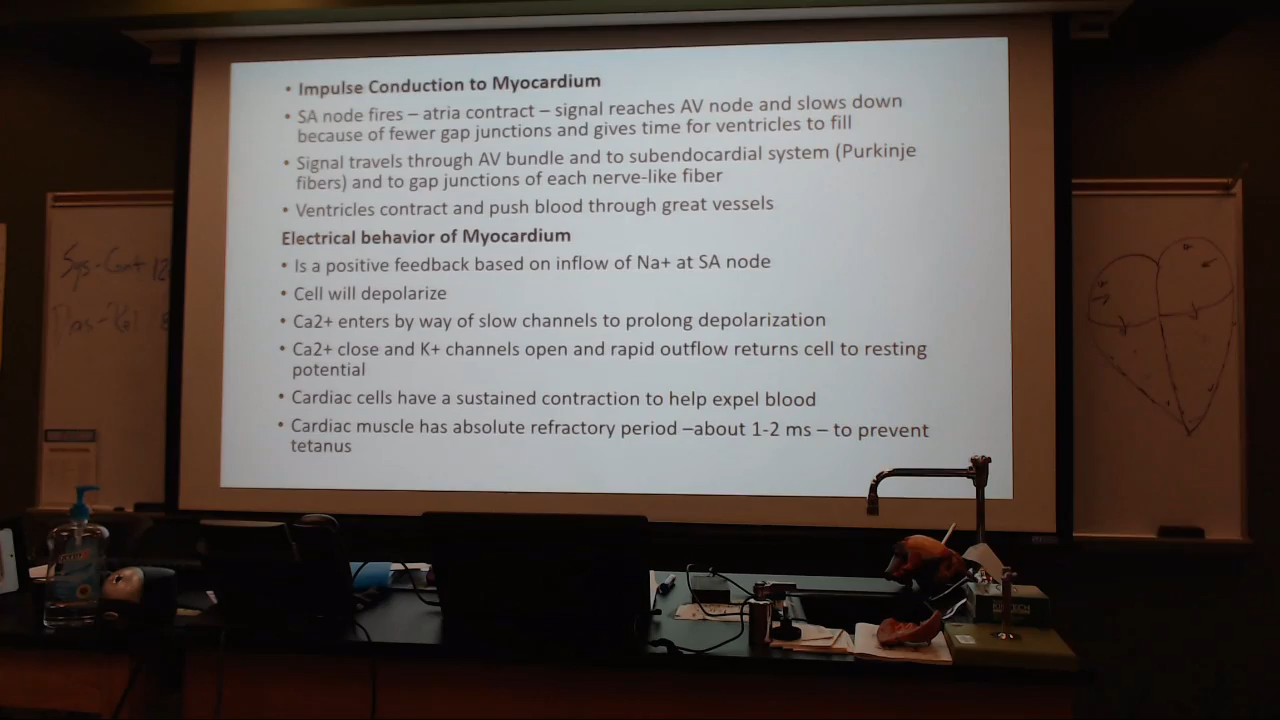 • Impulse Conduction to Myocardium
• SA node fires – atria contract – signal reaches AV node and slows down
because of fewer gap junctions and gives time for ventricles to fill
• Signal travels through AV bundle and to subendocardial system (Purkinje
fibers) and to gap junctions of each nerve-like fiber
• Ventricles contract and push blood through great vessels
Electrical behavior of Myocardium
• Is a positive feedback based on inflow of Na+ at SA node
• Cell will depolarize
• Ca2+ enters by way of slow channels to prolong depolarization
• Ca2+ close and K+ channels open and rapid outflow returns cell to resting
potential
• Cardiac cells have a sustained contraction to help expel blood
• Cardiac muscle has absolute refractory period –about 1-2 ms – to prevent
tetanus
Sys-Cont